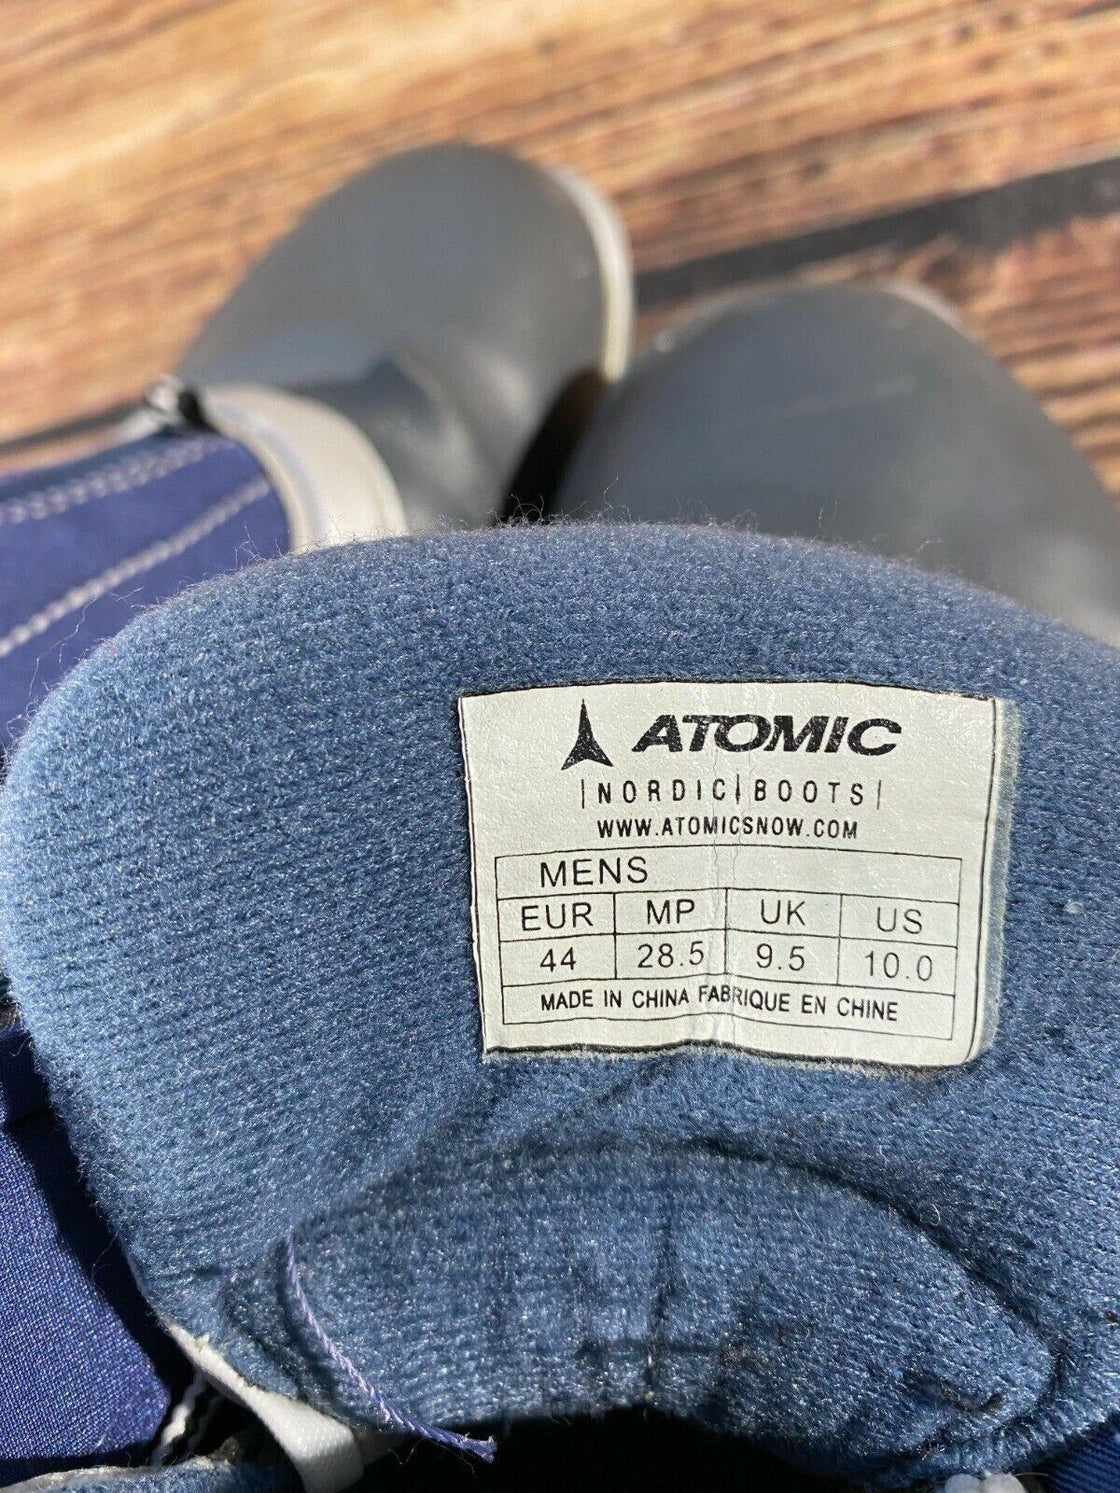 ATOMIC
|NORDIC|BOOTS|
WWW.ATOMICSNOW.COM
MENS
EUR MP UK US
44 28.5 9.5 10.0
MADE IN CHINA FABRIQUE EN CHINE